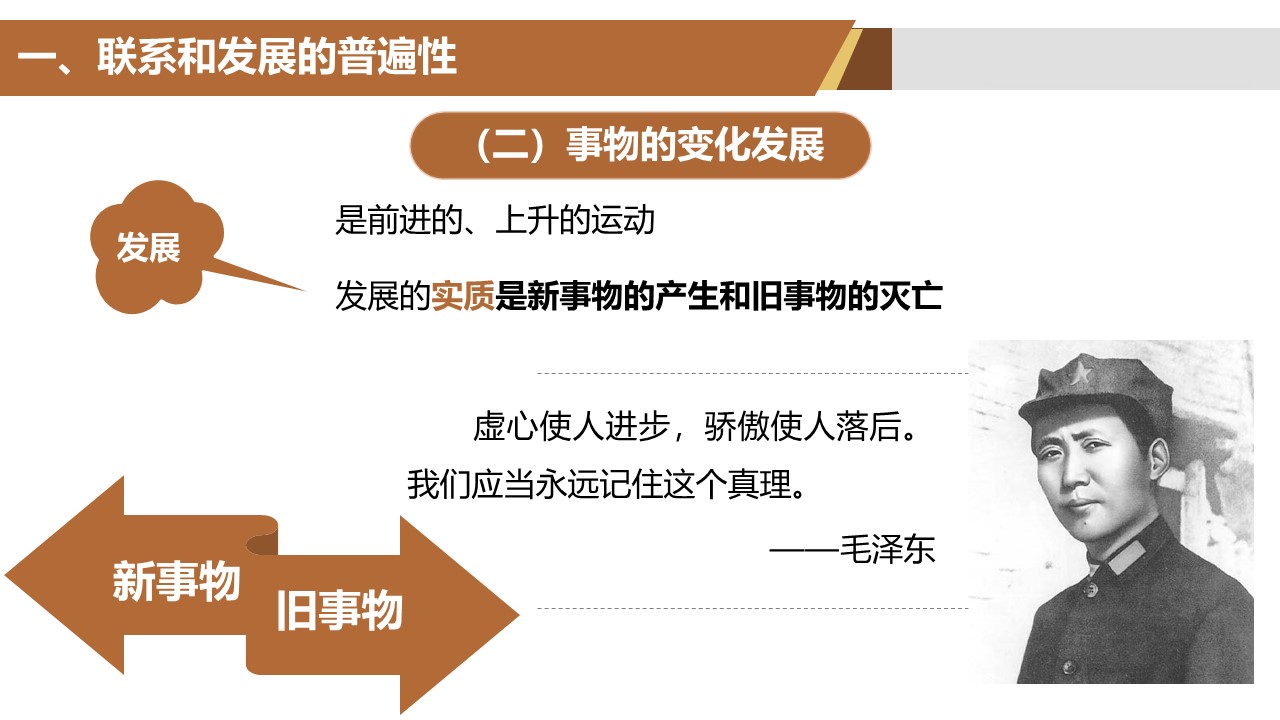 一、联系和发展的普遍性
（二）事物的变化发展
发展
是前进的、上升的运动
发展的实质是新事物的产生和旧事物的灭亡
虚心使人进步，骄傲使人落后。
我们应当永远记住这个真理。
——毛泽东
新事物
旧事物